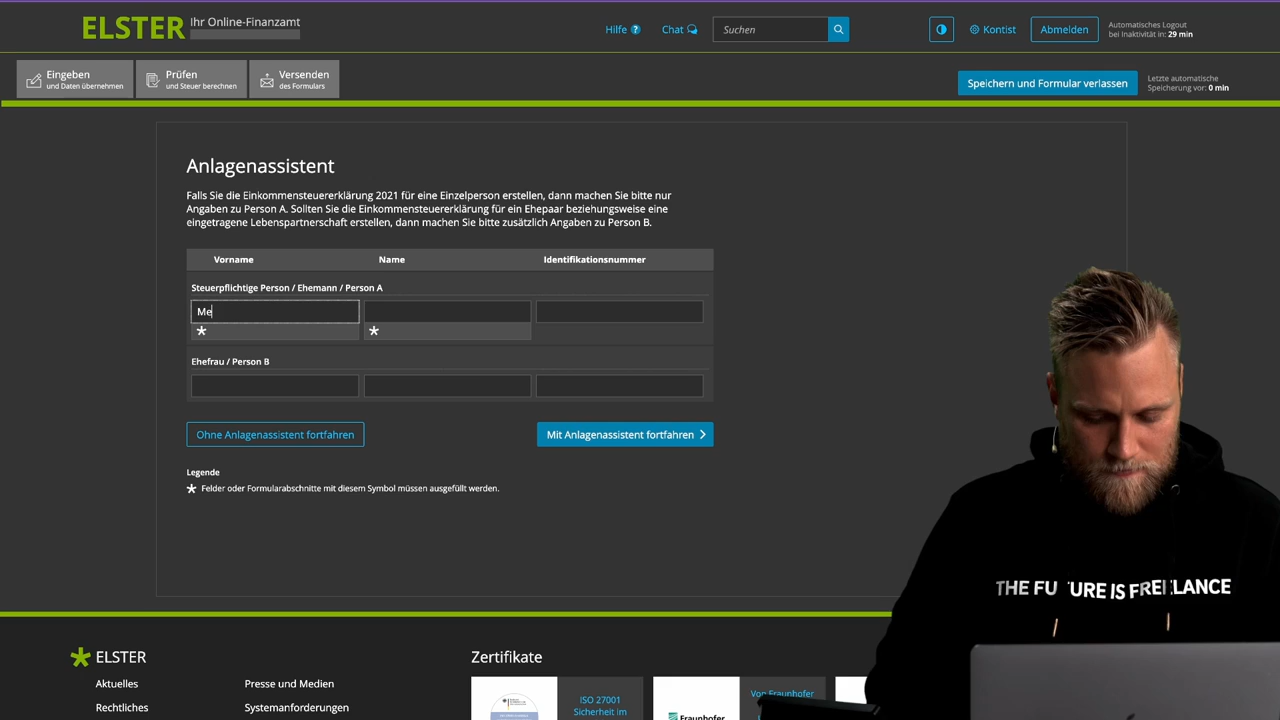 ELSTER
Ihr Online-Finanzamt
Hilfe ?
Chat
Suchen
Kontist
Abmelden
Automatisches Logout
bei Inaktivität in: 29 min
Eingeben
und Daten übernehmen
Prüfen
und Steuer berechnen
Versenden
des Formulars
Speichern und Formular verlassen
Letzte automatische
Speicherung vor: 0 min
Anlagenassistent
Falls Sie die Einkommensteuererklärung 2021 für eine Einzelperson erstellen, dann machen Sie bitte nur
Angaben zu Person A. Sollten Sie die Einkommensteuererklärung für ein Ehepaar beziehungsweise eine
eingetragene Lebenspartnerschaft erstellen, dann machen Sie bitte zusätzlich Angaben zu Person B.
Vorname Name Identifikationsnummer
Steuerpflichtige Person / Ehemann / Person A
Me
Ehefrau / Person B
Ohne Anlagenassistent fortfahren
Mit Anlagenassistent fortfahren
Legende
Felder oder Formularabschnitte mit diesem Symbol müssen ausgefüllt werden.
THE FUTURE IS FREELANCE
ELSTER
Aktuelles
Rechtliches
Presse und Medien
Systemanforderungen
Zertifikate
ISO 27001
Sicherheit im
Fraunhofer
Von Fraunhofer